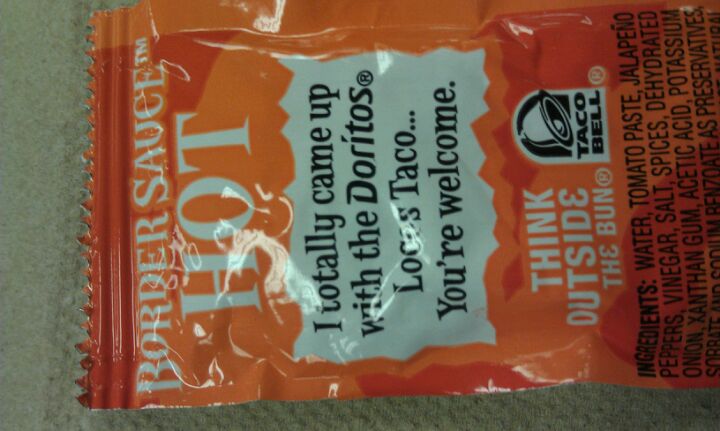 BORDER SAUCE™
HOT
I totally came up
with the Doritos®
Locos Taco...
You're welcome.
THINK
OUTSIDE
THE BUN®
TACO
BELL®
INGREDIENTS: WATER, TOMATO PASTE, JALAPEÑO
PEPPERS, VINEGAR, SALT, SPICES, DEHYDRATED
ONION, XANTHAN GUM, ACETIC ACID, POTASSIUM
SORBATE AND SODIUM BENZOATE AS PRESERVATIVES
NATURAL